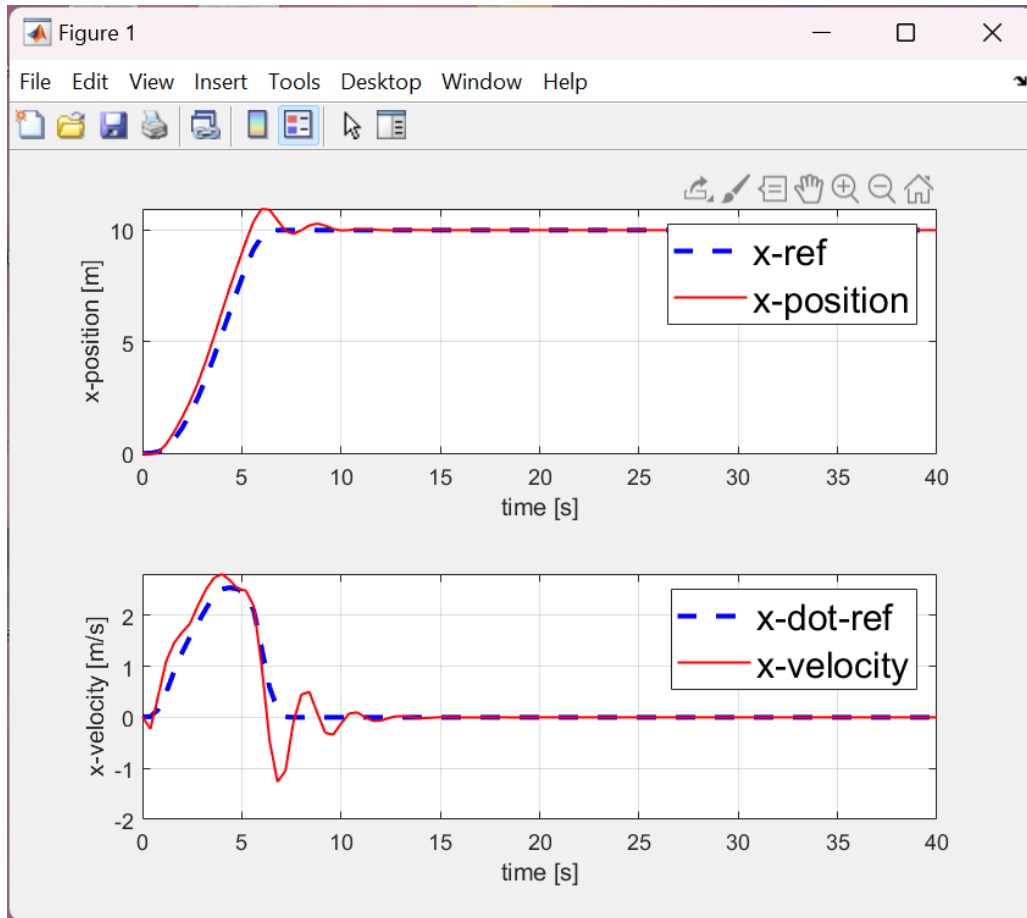 Figure 1
File Edit View Insert Tools Desktop Window Help
10
5
0
x-position [m]
x-ref
x-position
0 5 10 15 20 25 30 35 40
time [s]
2
1
0
-1
-2
x-velocity [m/s]
x-dot-ref
x-velocity
0 5 10 15 20 25 30 35 40
time [s]